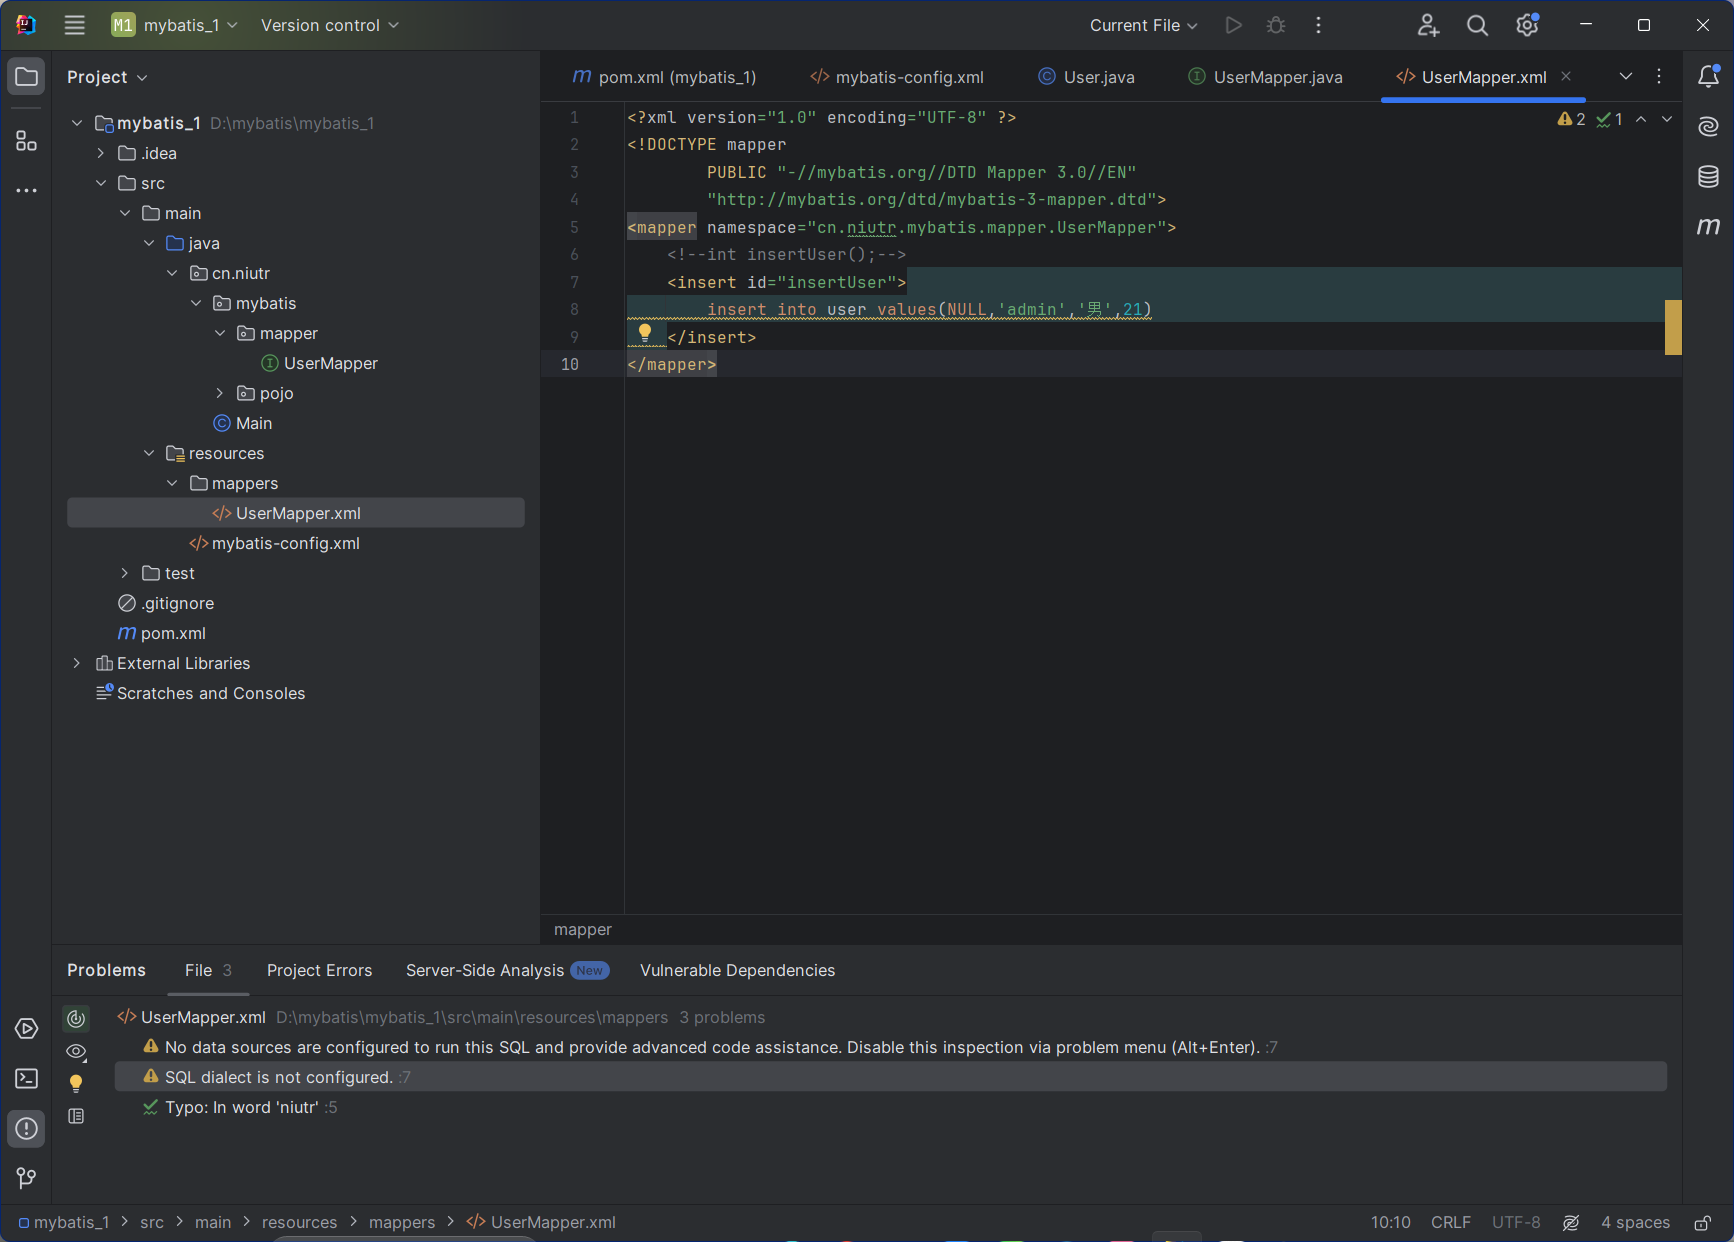 M1 mybatis_1 Version control Current File
Project
mybatis_1 D:\mybatis\mybatis_1
.idea
src
main
java
cn.niutr
mybatis
mapper
UserMapper
pojo
Main
resources
mappers
UserMapper.xml
mybatis-config.xml
test
.gitignore
pom.xml
External Libraries
Scratches and Consoles
pom.xml (mybatis_1) mybatis-config.xml User.java UserMapper.java UserMapper.xml
2 1
1 <?xml version="1.0" encoding="UTF-8" ?>
2 <!DOCTYPE mapper
3 PUBLIC "-//mybatis.org//DTD Mapper 3.0//EN"
4 "http://mybatis.org/dtd/mybatis-3-mapper.dtd">
5 <mapper namespace="cn.niutr.mybatis.mapper.UserMapper">
6 <!--int insertUser();-->
7 <insert id="insertUser">
8 insert into user values(NULL,'admin','男',21)
9 </insert>
10 </mapper>
mapper
Problems File 3 Project Errors Server-Side Analysis New Vulnerable Dependencies
UserMapper.xml D:\mybatis\mybatis_1\src\main\resources\mappers 3 problems
No data sources are configured to run this SQL and provide advanced code assistance. Disable this inspection via problem menu (Alt+Enter). :7
SQL dialect is not configured. :7
Typo: In word 'niutr' :5
mybatis_1 > src > main > resources > mappers > UserMapper.xml 10:10 CRLF UTF-8 4 spaces